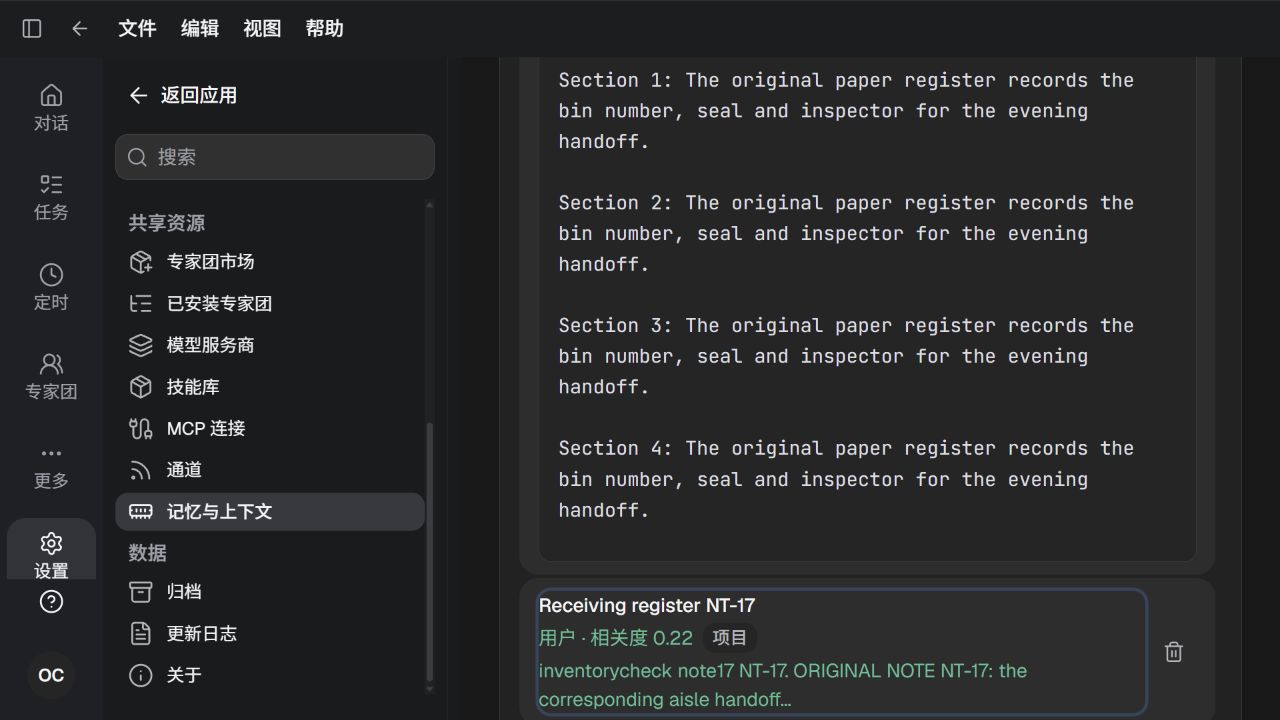 文件 编辑 视图 帮助
对话
任务
定时
专家团
更多
设置
OC
返回应用
搜索
共享资源
专家团市场
已安装专家团
模型服务商
技能库
MCP 连接
通道
记忆与上下文
数据
归档
更新日志
关于
Section 1: The original paper register records the
bin number, seal and inspector for the evening
handoff.
Section 2: The original paper register records the
bin number, seal and inspector for the evening
handoff.
Section 3: The original paper register records the
bin number, seal and inspector for the evening
handoff.
Section 4: The original paper register records the
bin number, seal and inspector for the evening
handoff.
Receiving register NT-17
用户 · 相关度 0.22 项目
inventorycheck note17 NT-17. ORIGINAL NOTE NT-17: the
corresponding aisle handoff...